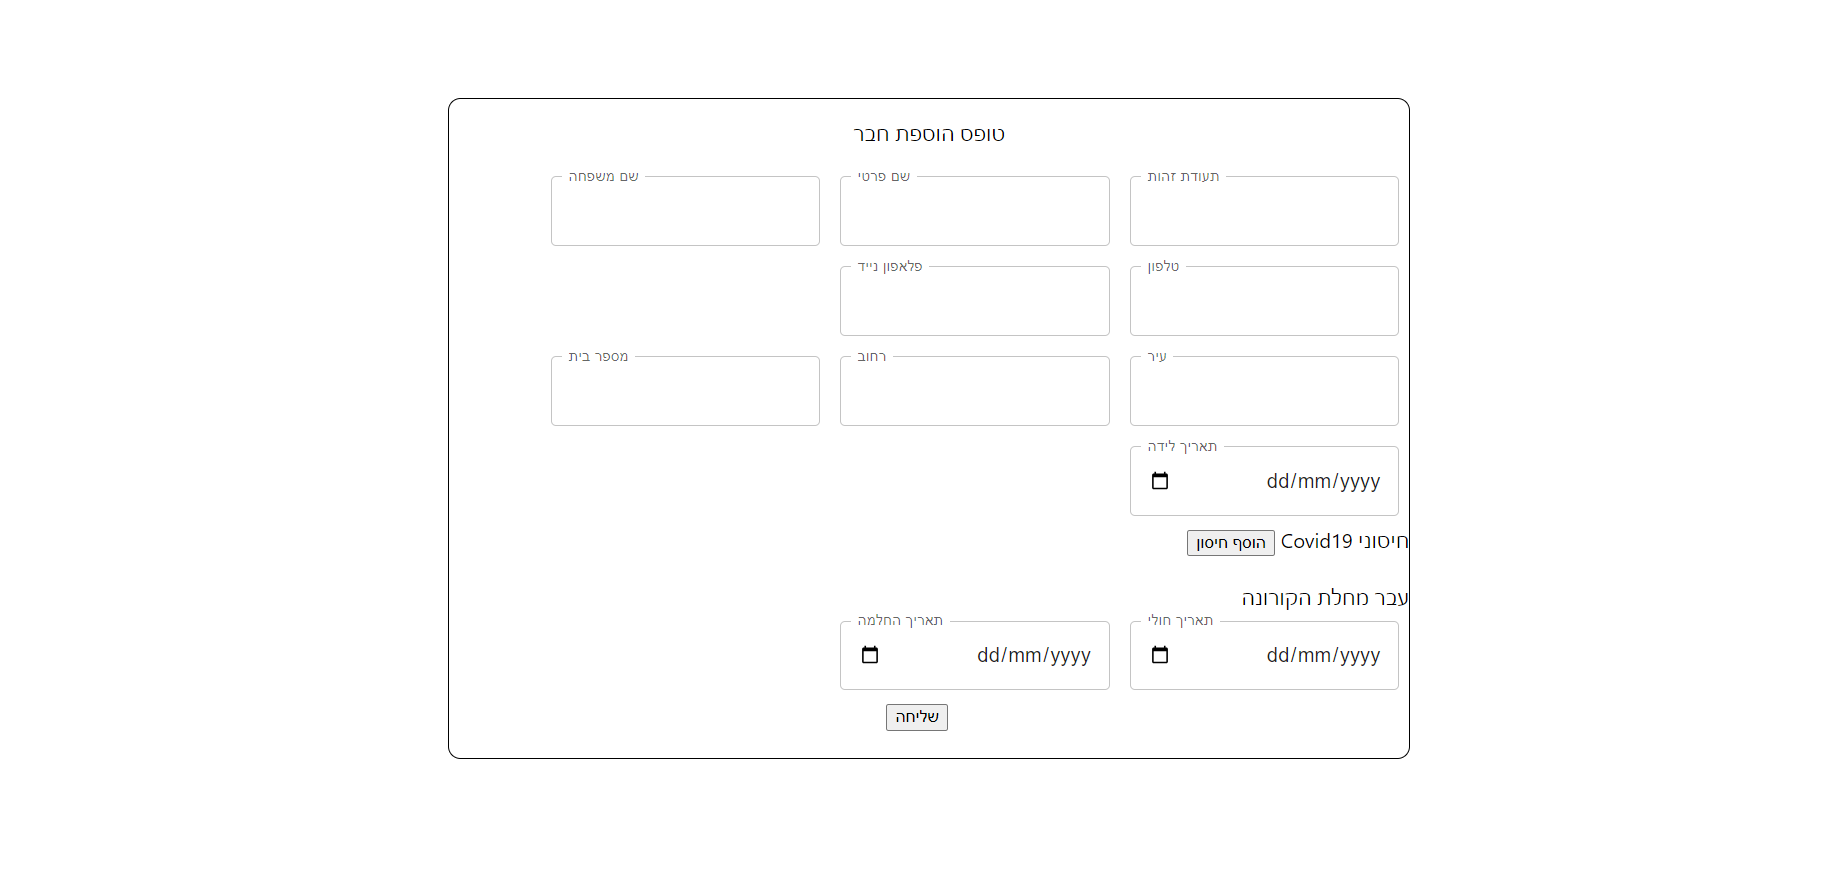 טופס הוספת חבר
תעודת זהות שם פרטי שם משפחה
טלפון פלאפון נייד
עיר רחוב מספר בית
תאריך לידה
dd/mm/yyyy
חיסוני Covid19 הוסף חיסון
עבר מחלת הקורונה
תאריך חולי תאריך החלמה
dd/mm/yyyy dd/mm/yyyy
שליחה